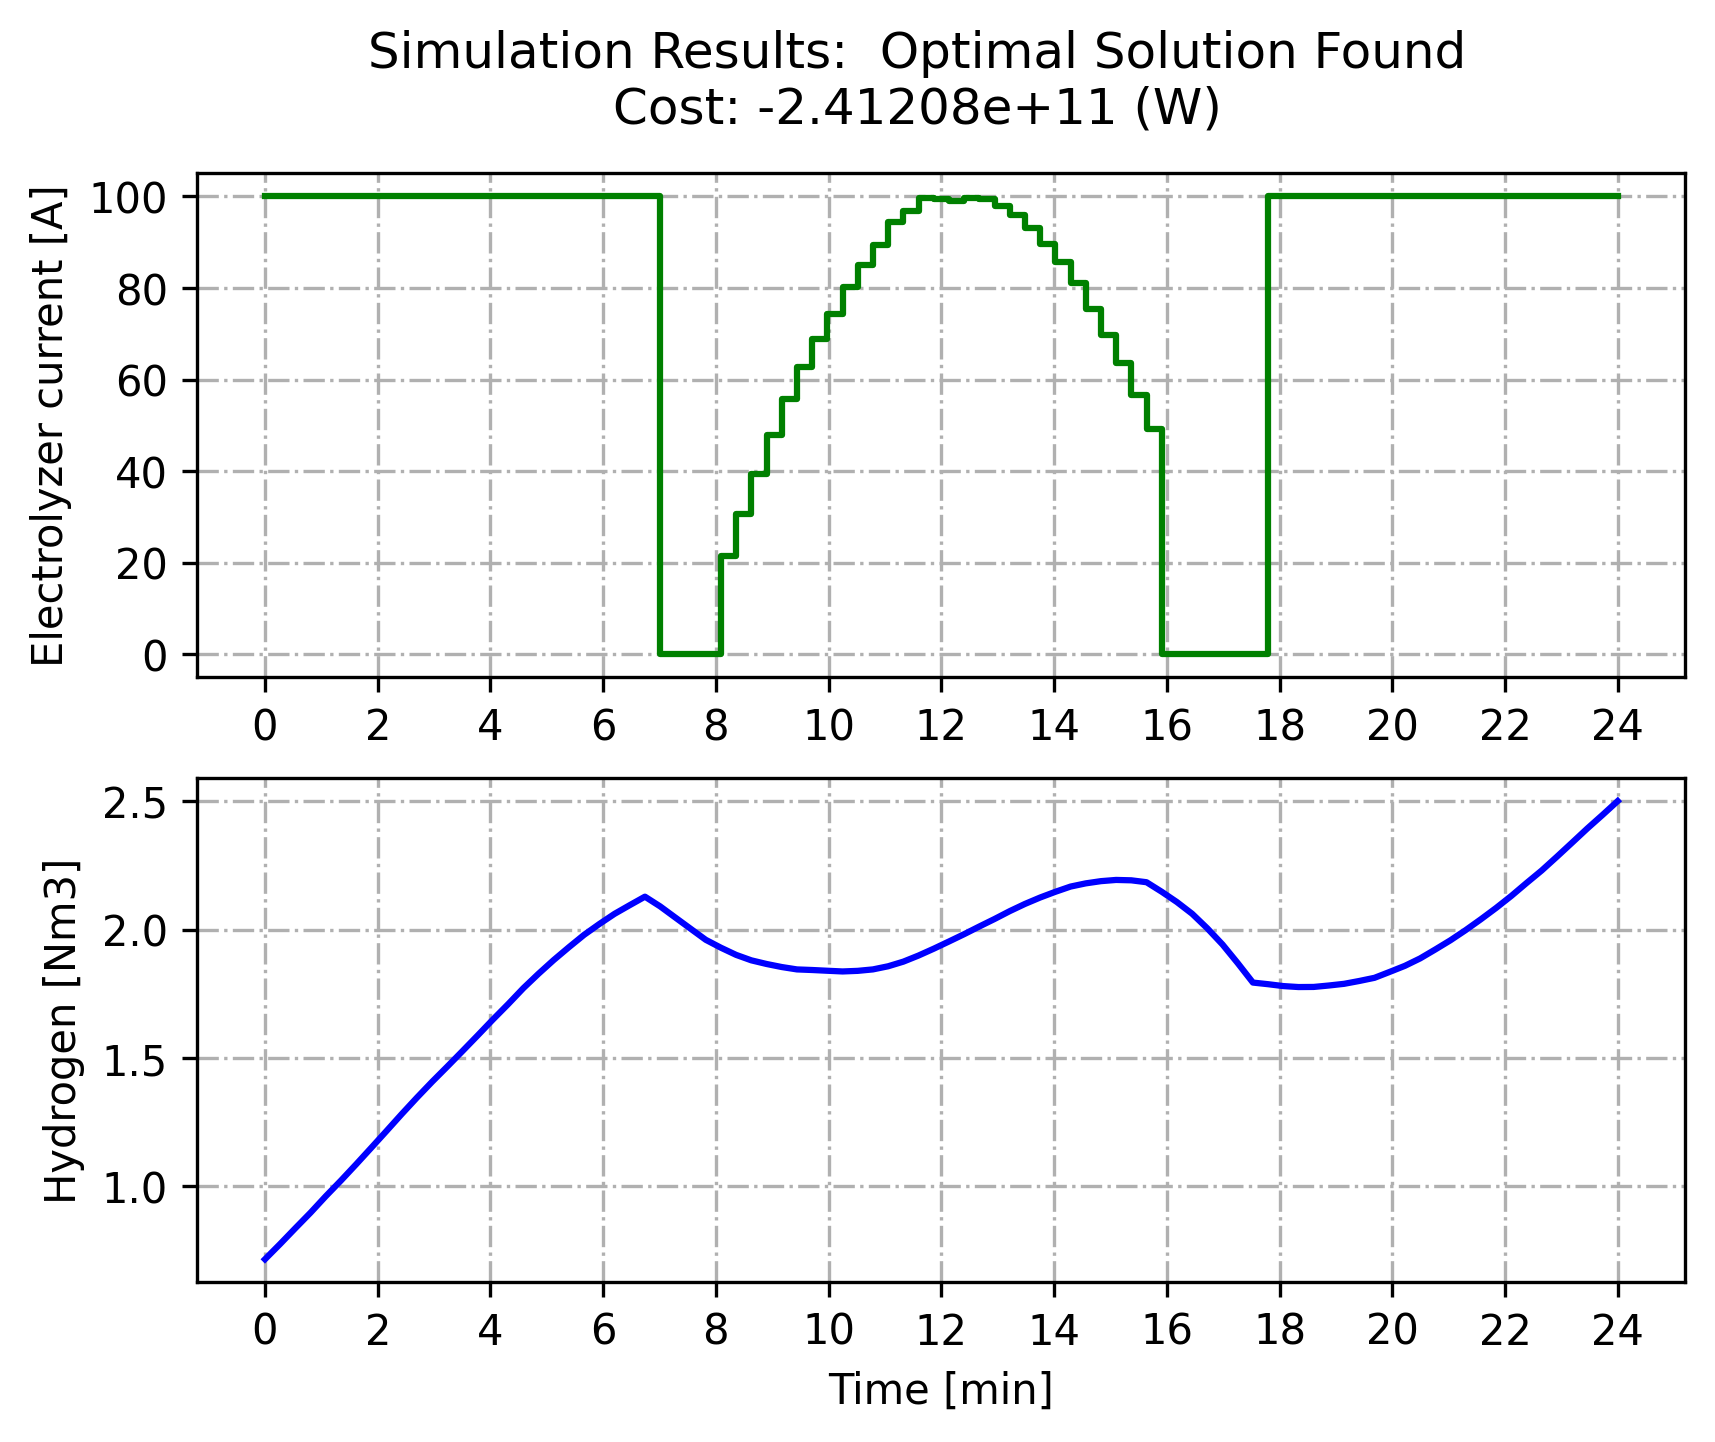 Simulation Results:  Optimal Solution Found
Cost: -2.41208e+11 (W)
Electrolyzer current [A]
100
80
60
40
20
0
0 2 4 6 8 10 12 14 16 18 20 22 24
Hydrogen [Nm3]
2.5
2.0
1.5
1.0
0 2 4 6 8 10 12 14 16 18 20 22 24
Time [min]